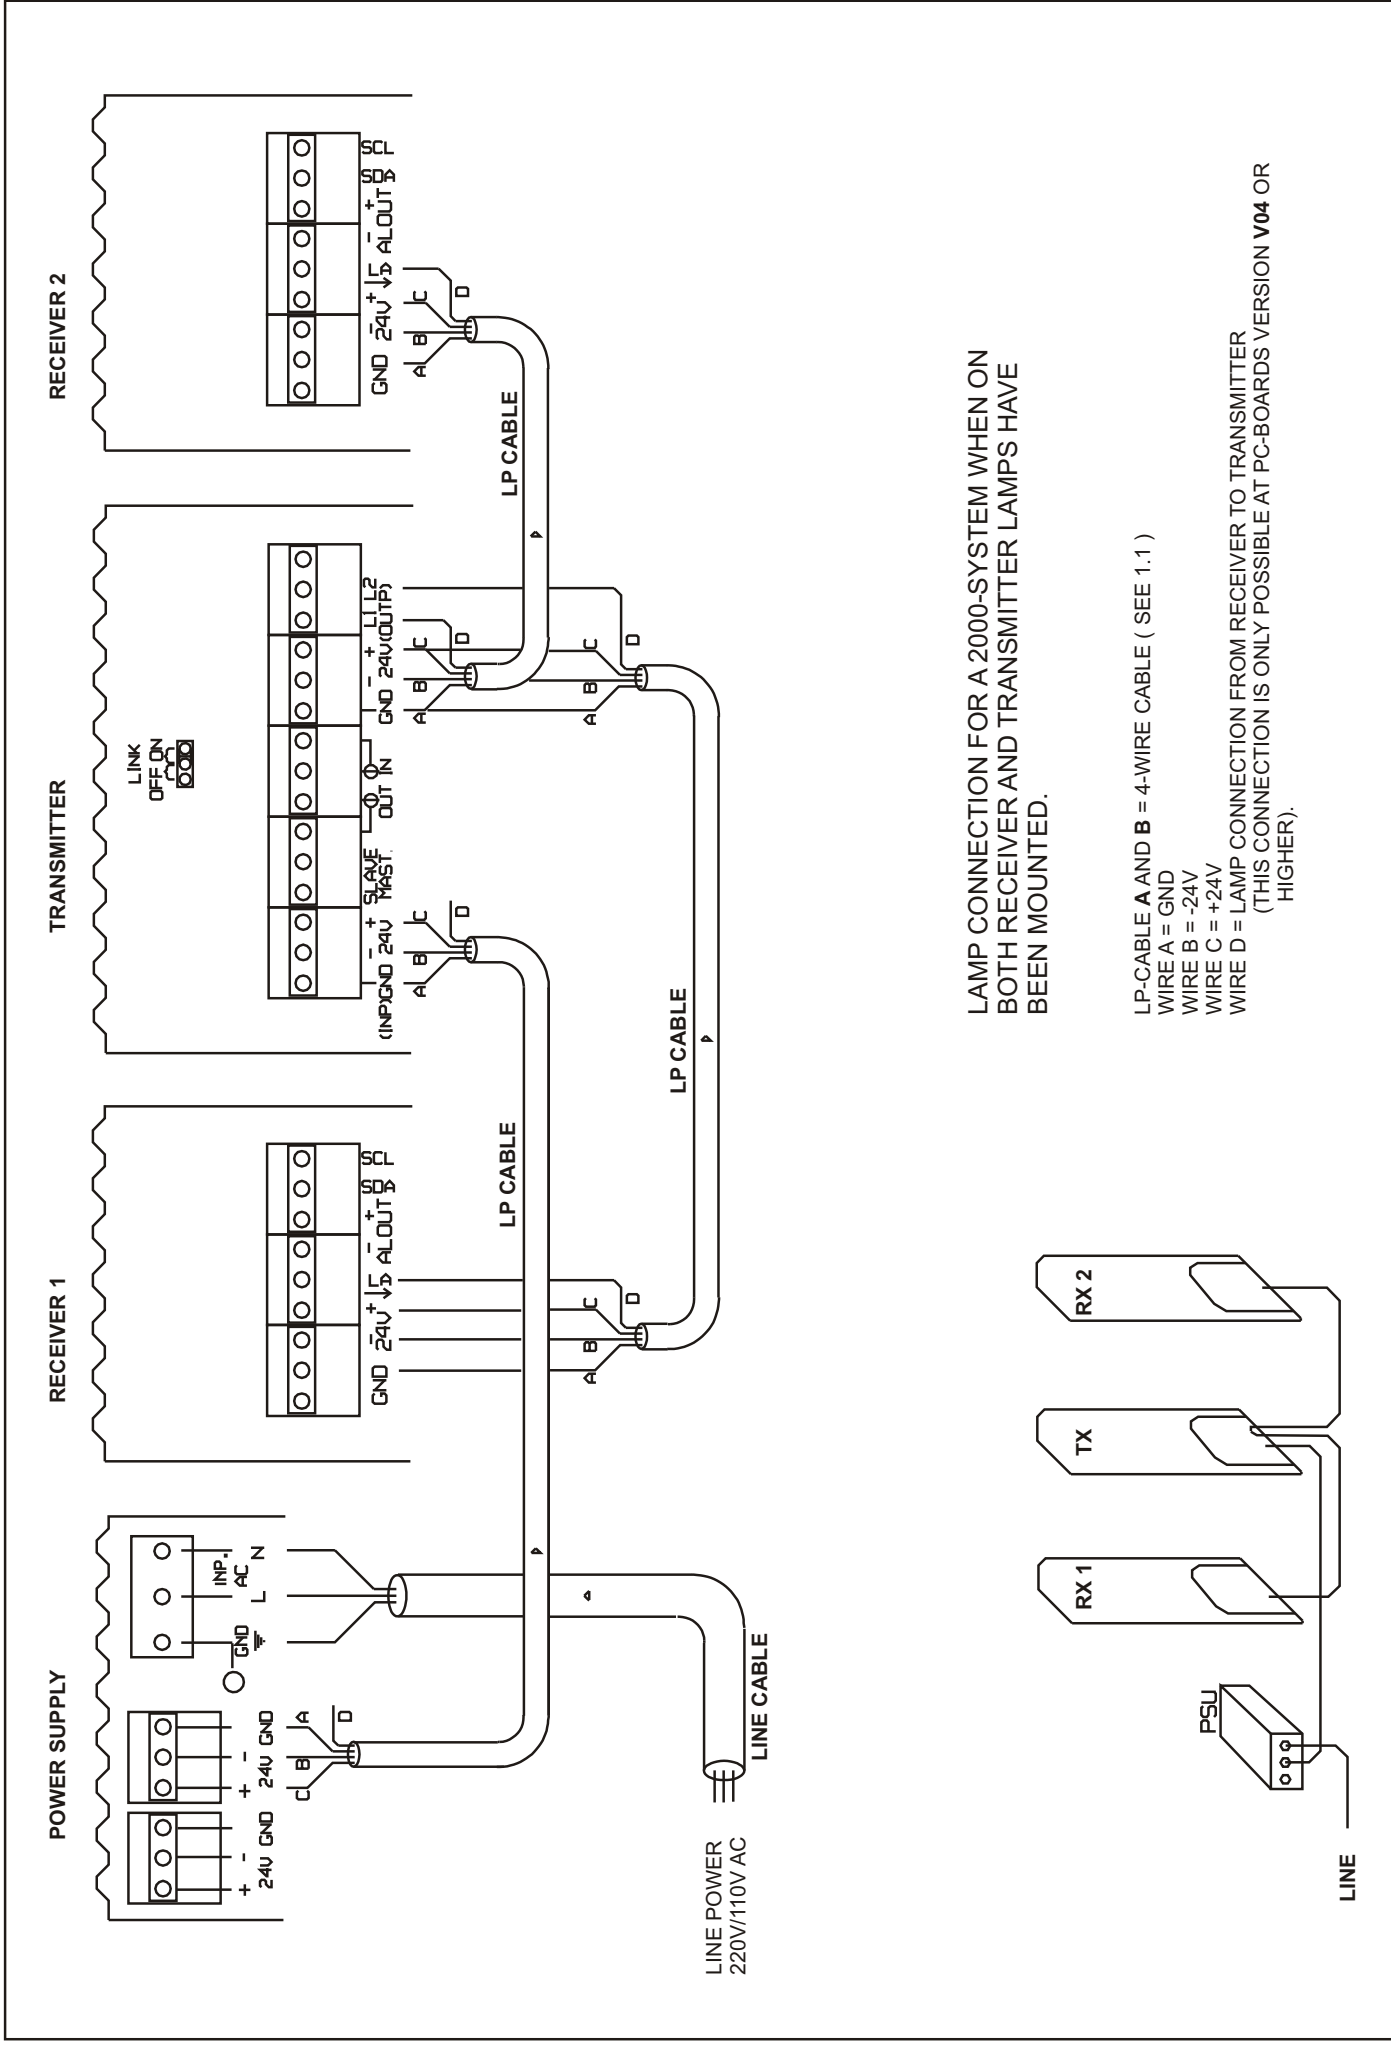 POWER SUPPLY
RECEIVER 1
TRANSMITTER
RECEIVER 2
+ - 24V GND
+ - 24V GND
C B A
D
GND L N
INP.
AC
GND 24V - + L ALOUT - + SDA SCL
A B C D
LINK
OFF ON
(INP)GND - 24V +
SLAVE
MAST.
OUT IN
GND - 24V + L1 L2
(OUTP)
A B C D
A B C D
A B C D
GND 24V - + L ALOUT - + SDA SCL
A B C D
LP CABLE
LP CABLE
LP CABLE
LINE CABLE
LINE POWER
220V/110V AC
LAMP CONNECTION FOR A 2000-SYSTEM WHEN ON
BOTH RECEIVER AND TRANSMITTER LAMPS HAVE
BEEN MOUNTED.
LP-CABLE A AND B = 4-WIRE CABLE ( SEE 1.1 )
WIRE A = GND
WIRE B = -24V
WIRE C = +24V
WIRE D = LAMP CONNECTION FROM RECEIVER TO TRANSMITTER
(THIS CONNECTION IS ONLY POSSIBLE AT PC-BOARDS VERSION V04 OR
HIGHER).
LINE
PSU
RX 1
TX
RX 2